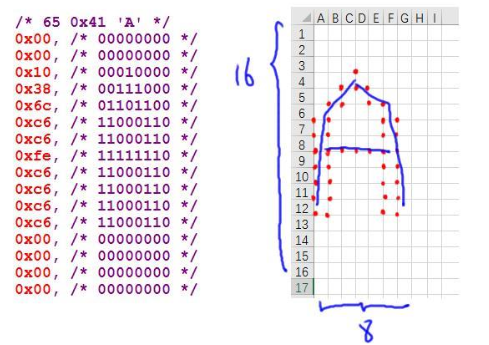 /* 65 0x41 'A' */
0x00, /* 00000000 */
0x00, /* 00000000 */
0x10, /* 00010000 */
0x38, /* 00111000 */
0x6c, /* 01101100 */
0xc6, /* 11000110 */
0xc6, /* 11000110 */
0xfe, /* 11111110 */
0xc6, /* 11000110 */
0xc6, /* 11000110 */
0xc6, /* 11000110 */
0xc6, /* 11000110 */
0x00, /* 00000000 */
0x00, /* 00000000 */
0x00, /* 00000000 */
0x00, /* 00000000 */
16
A B C D E F G H I
1
2
3
4
5
6
7
8
9
10
11
12
13
14
15
16
17
8